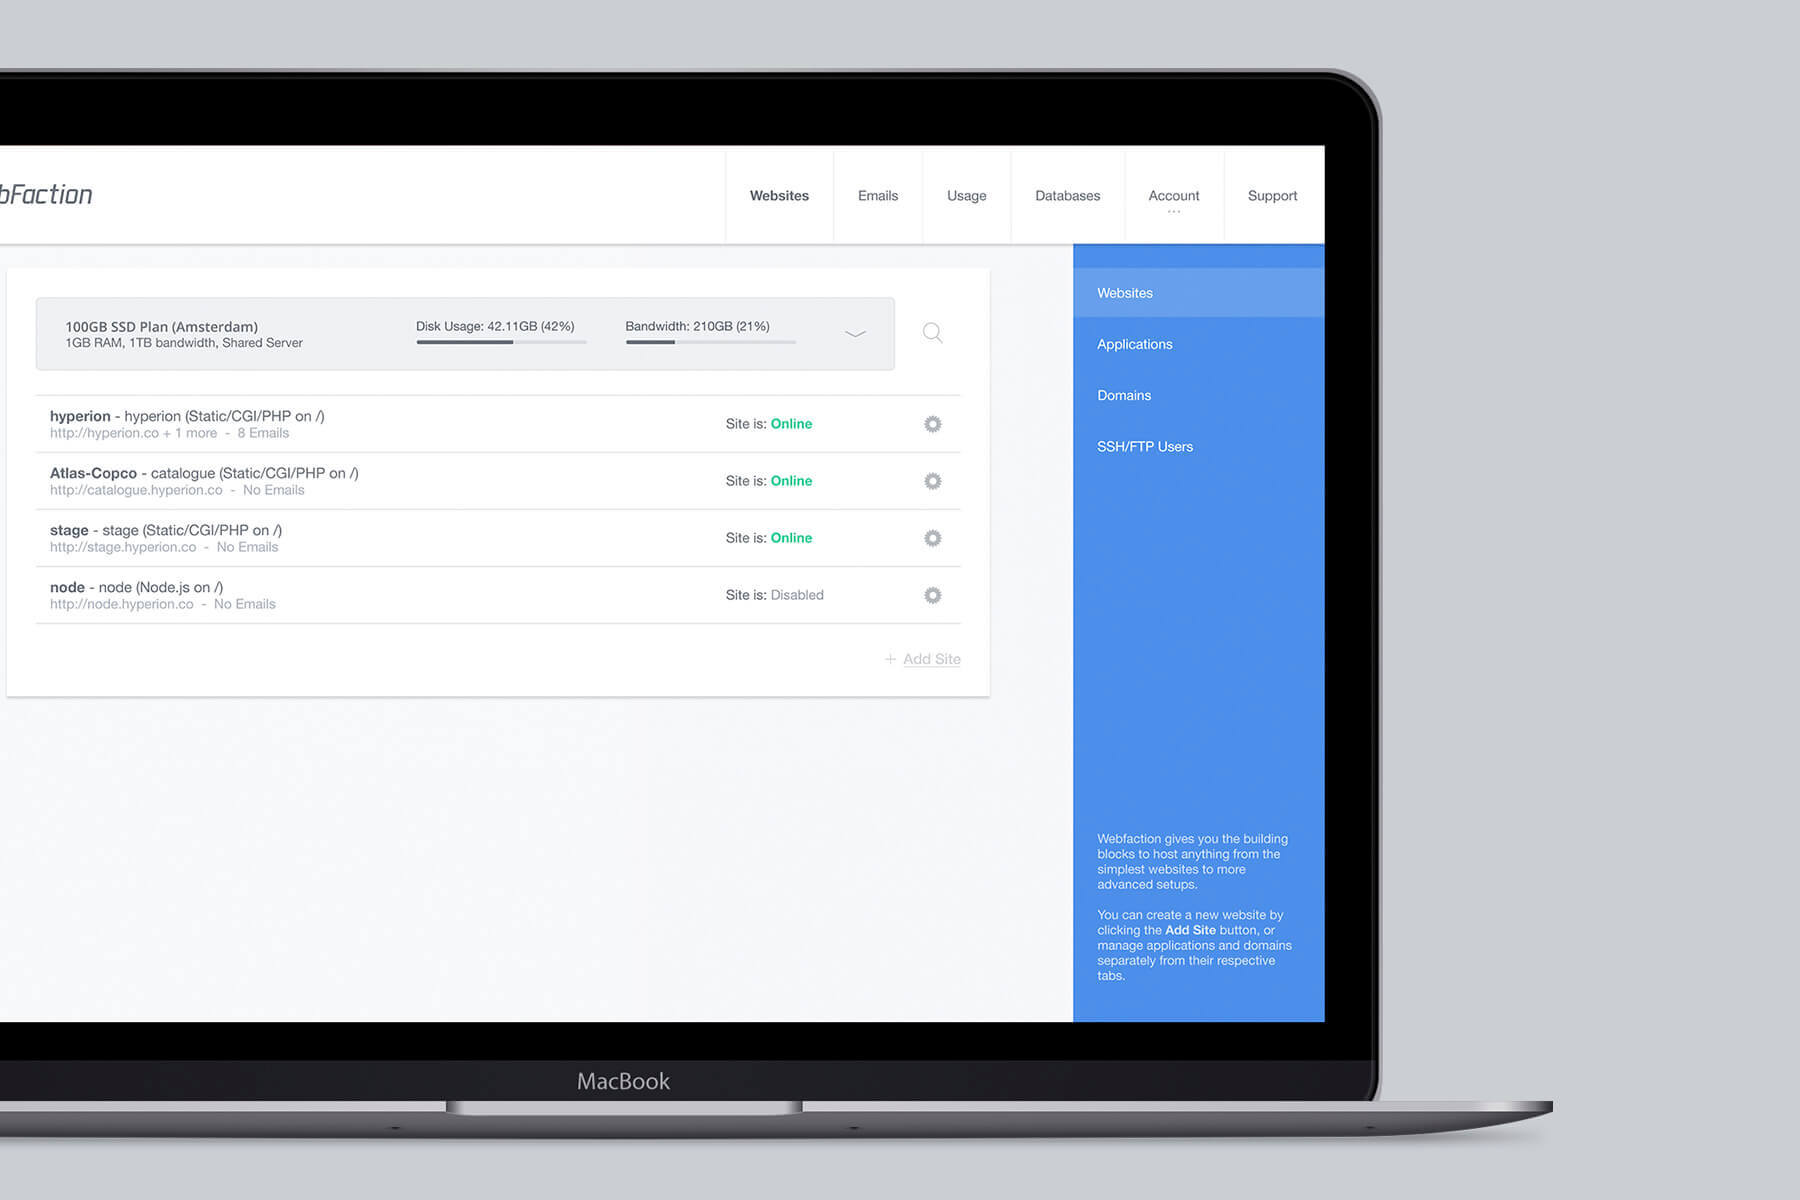 bFaction
Websites
Emails
Usage
Databases
Account
Support
100GB SSD Plan (Amsterdam)
1GB RAM, 1TB bandwidth, Shared Server
Disk Usage: 42.11GB (42%)
Bandwidth: 210GB (21%)
hyperion - hyperion (Static/CGI/PHP on /)
http://hyperion.co + 1 more - 8 Emails
Site is: Online
Atlas-Copco - catalogue (Static/CGI/PHP on /)
http://catalogue.hyperion.co - No Emails
Site is: Online
stage - stage (Static/CGI/PHP on /)
http://stage.hyperion.co - No Emails
Site is: Online
node - node (Node.js on /)
http://node.hyperion.co - No Emails
Site is: Disabled
+ Add Site
Websites
Applications
Domains
SSH/FTP Users
Webfaction gives you the building
blocks to host anything from the
simplest websites to more
advanced setups.
You can create a new website by
clicking the Add Site button, or
manage applications and domains
separately from their respective
tabs.
MacBook